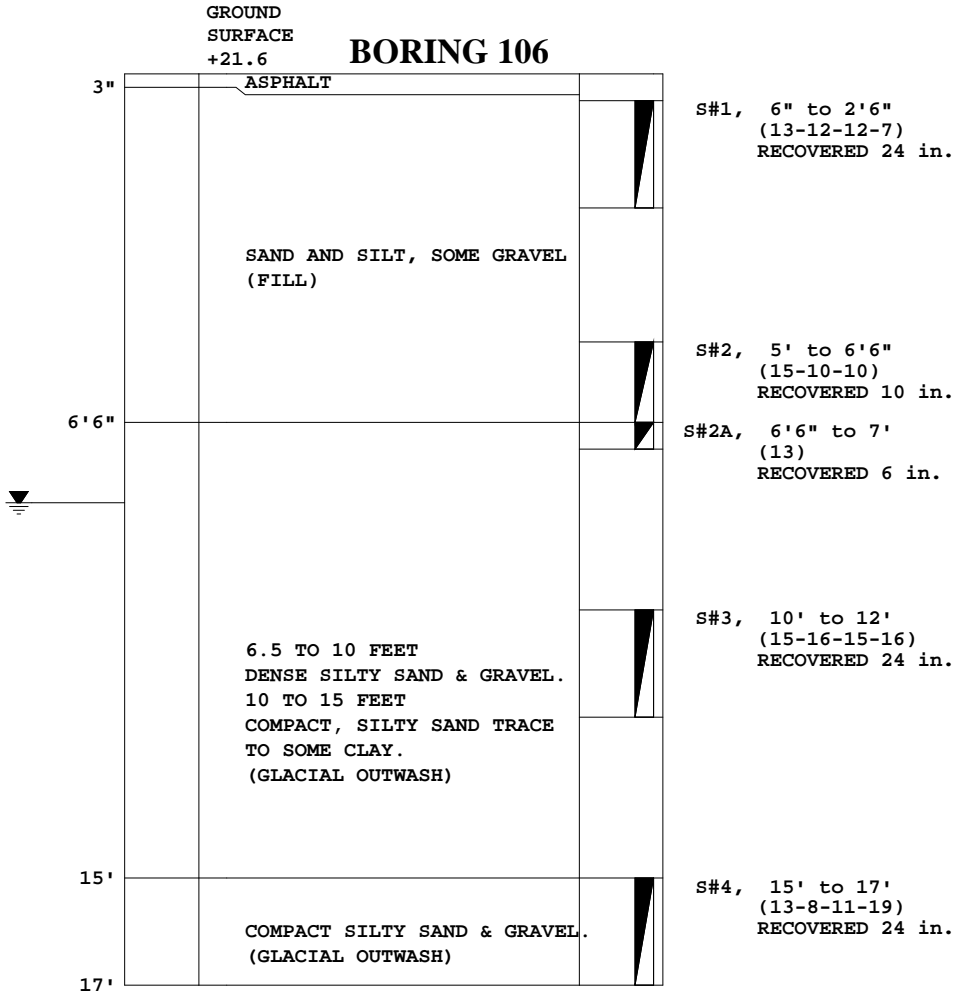 GROUND
SURFACE
+21.6
BORING 106
3"
ASPHALT
S#1, 6" to 2'6"
(13-12-12-7)
RECOVERED 24 in.
SAND AND SILT, SOME GRAVEL
(FILL)
S#2, 5' to 6'6"
(15-10-10)
RECOVERED 10 in.
6'6"
S#2A, 6'6" to 7'
(13)
RECOVERED 6 in.
S#3, 10' to 12'
(15-16-15-16)
RECOVERED 24 in.
6.5 TO 10 FEET
DENSE SILTY SAND & GRAVEL.
10 TO 15 FEET
COMPACT, SILTY SAND TRACE
TO SOME CLAY.
(GLACIAL OUTWASH)
15'
S#4, 15' to 17'
(13-8-11-19)
RECOVERED 24 in.
COMPACT SILTY SAND & GRAVEL.
(GLACIAL OUTWASH)
17'